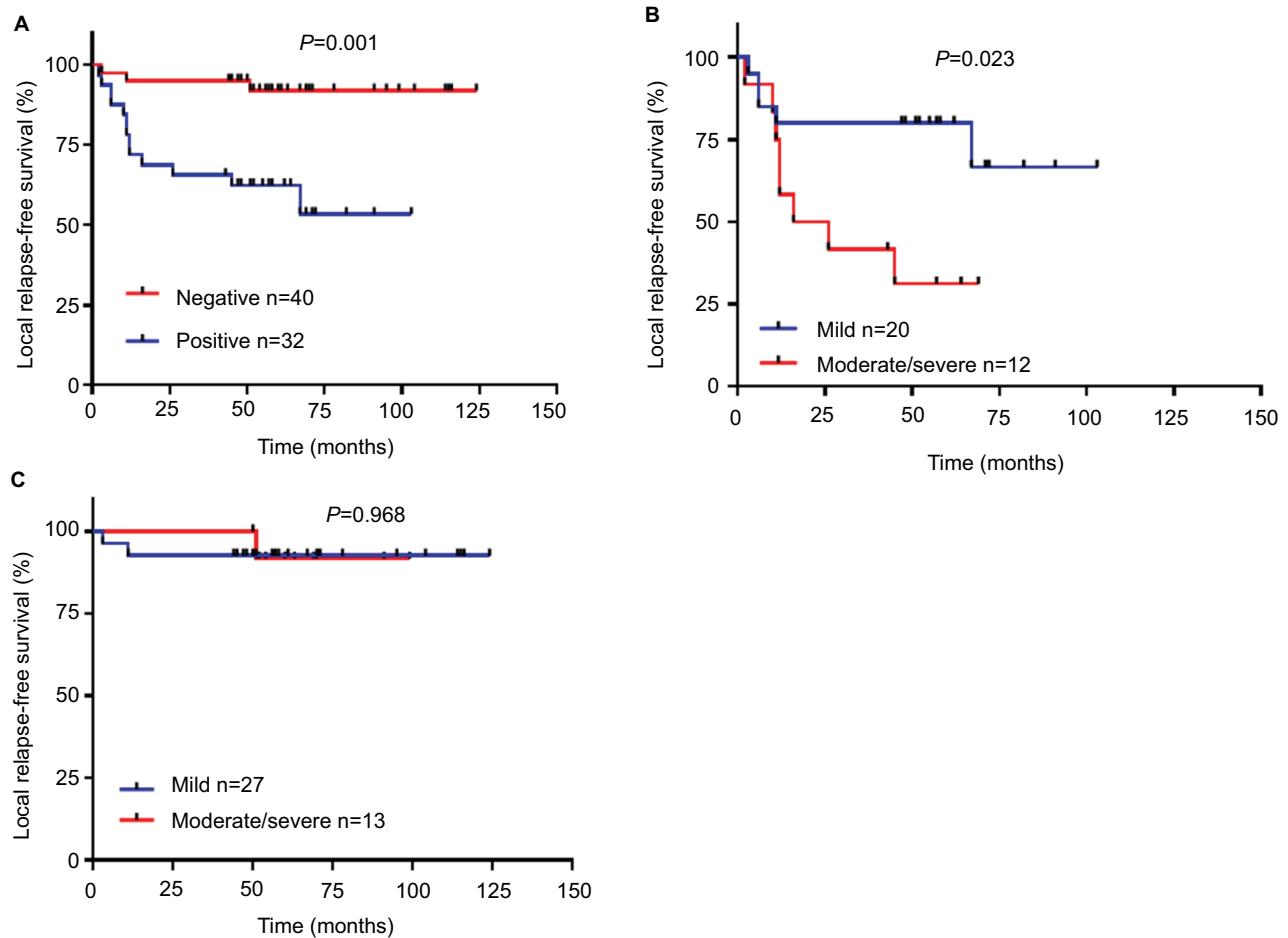 A
P=0.001
Local relapse-free survival (%)
100
75
50
25
0
Negative n=40
Positive n=32
0 25 50 75 100 125 150
Time (months)
B
P=0.023
Local relapse-free survival (%)
100
75
50
25
0
Mild n=20
Moderate/severe n=12
0 25 50 75 100 125 150
Time (months)
C
P=0.968
Local relapse-free survival (%)
100
75
50
25
0
Mild n=27
Moderate/severe n=13
0 25 50 75 100 125 150
Time (months)